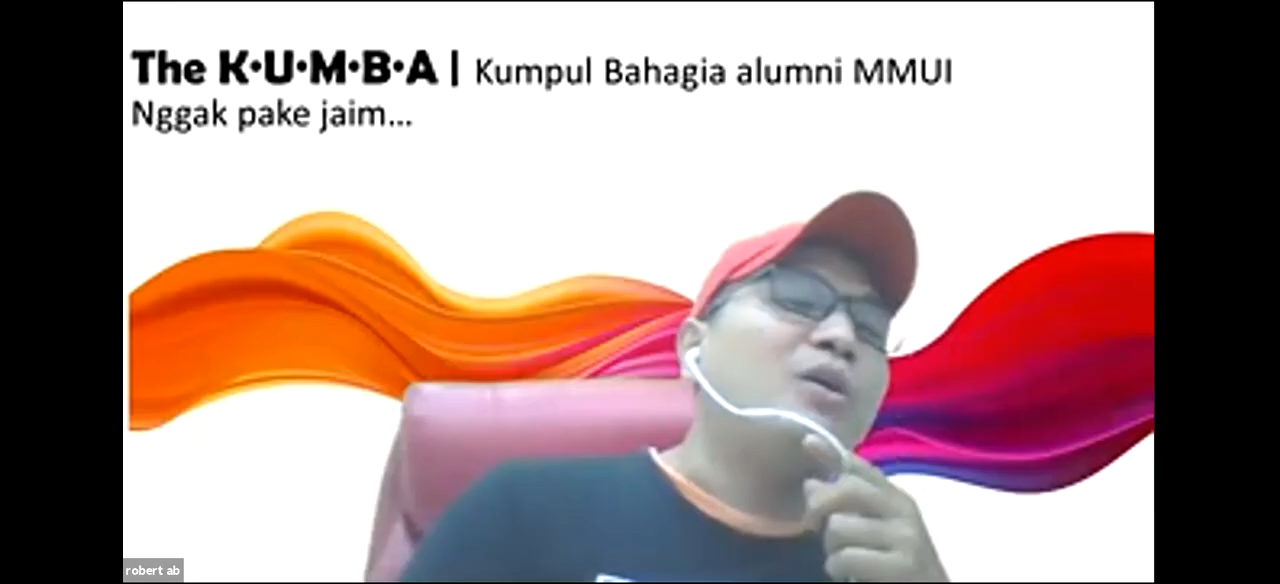 The K•U•M•B•A | Kumpul Bahagia alumni MMUI
Nggak pake jaim...
robert ab